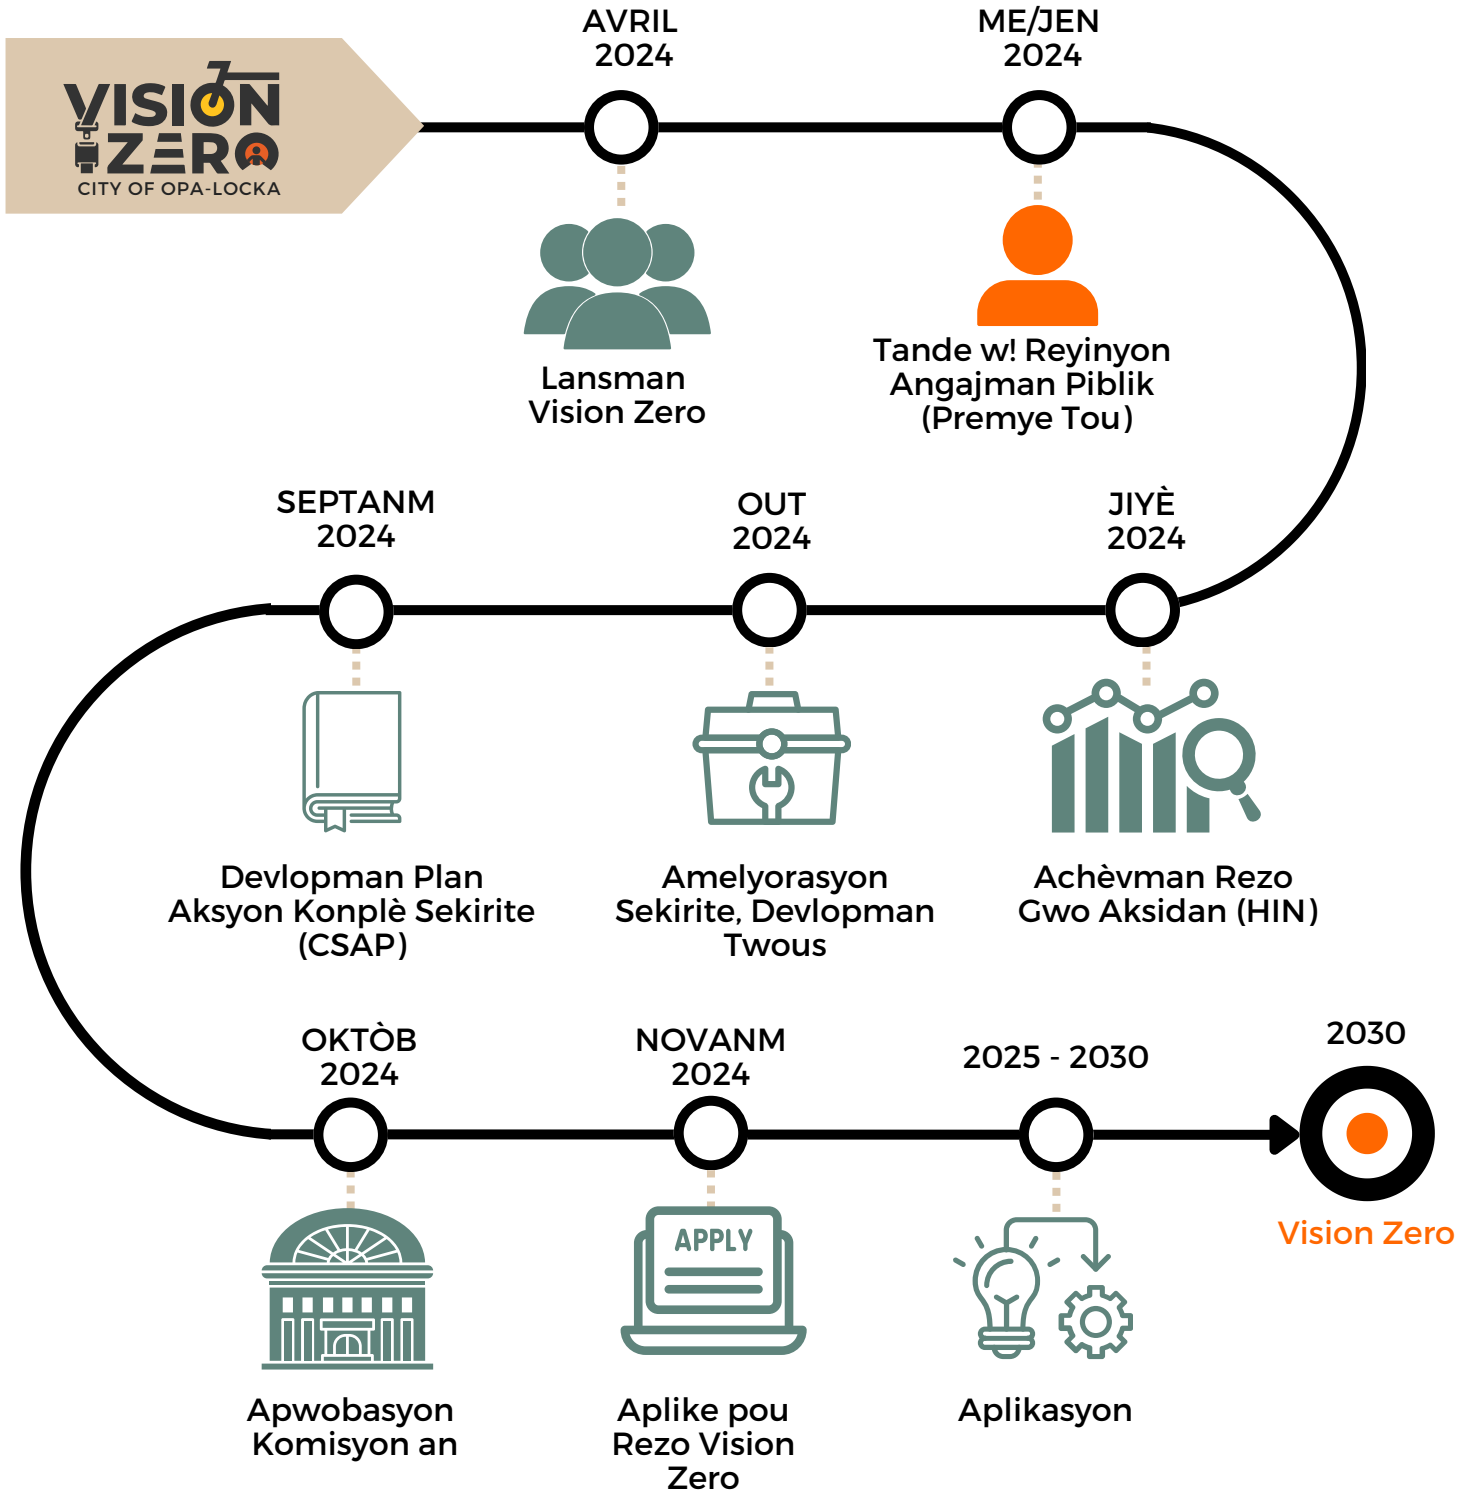 VISION
ZERO
CITY OF OPA-LOCKA
AVRIL
2024
Lansman
Vision Zero
ME/JEN
2024
Tande w! Reyinyon
Angajman Piblik
(Premye Tou)
JIYÈ
2024
Achèvman Rezo
Gwo Aksidan (HIN)
OUT
2024
Amelyorasyon
Sekirite, Devlopman
Twous
SEPTANM
2024
Devlopman Plan
Aksyon Konplè Sekirite
(CSAP)
OKTÒB
2024
Apwobasyon
Komisyon an
NOVANM
2024
APPLY
Aplike pou
Rezo Vision
Zero
2025 - 2030
Aplikasyon
2030
Vision Zero